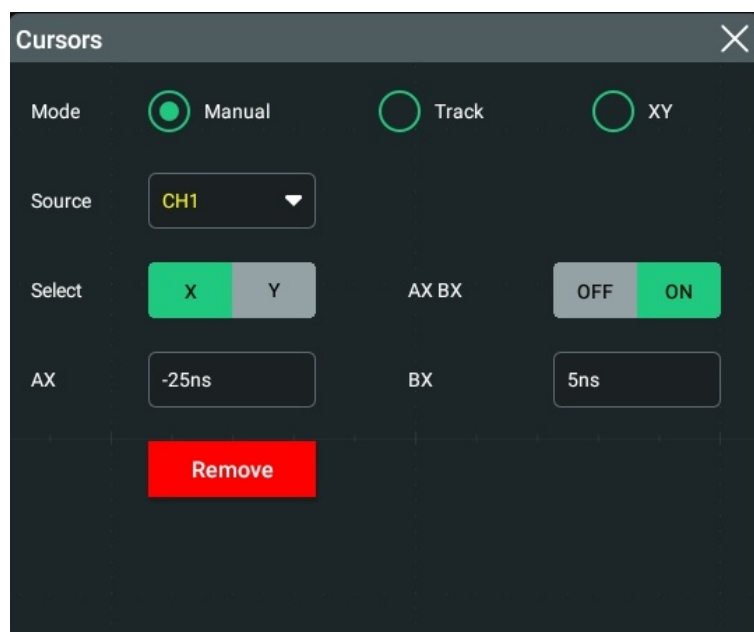 Cursors
Mode Manual Track XY
Source CH1
Select X Y AX BX OFF ON
AX -25ns BX 5ns
Remove